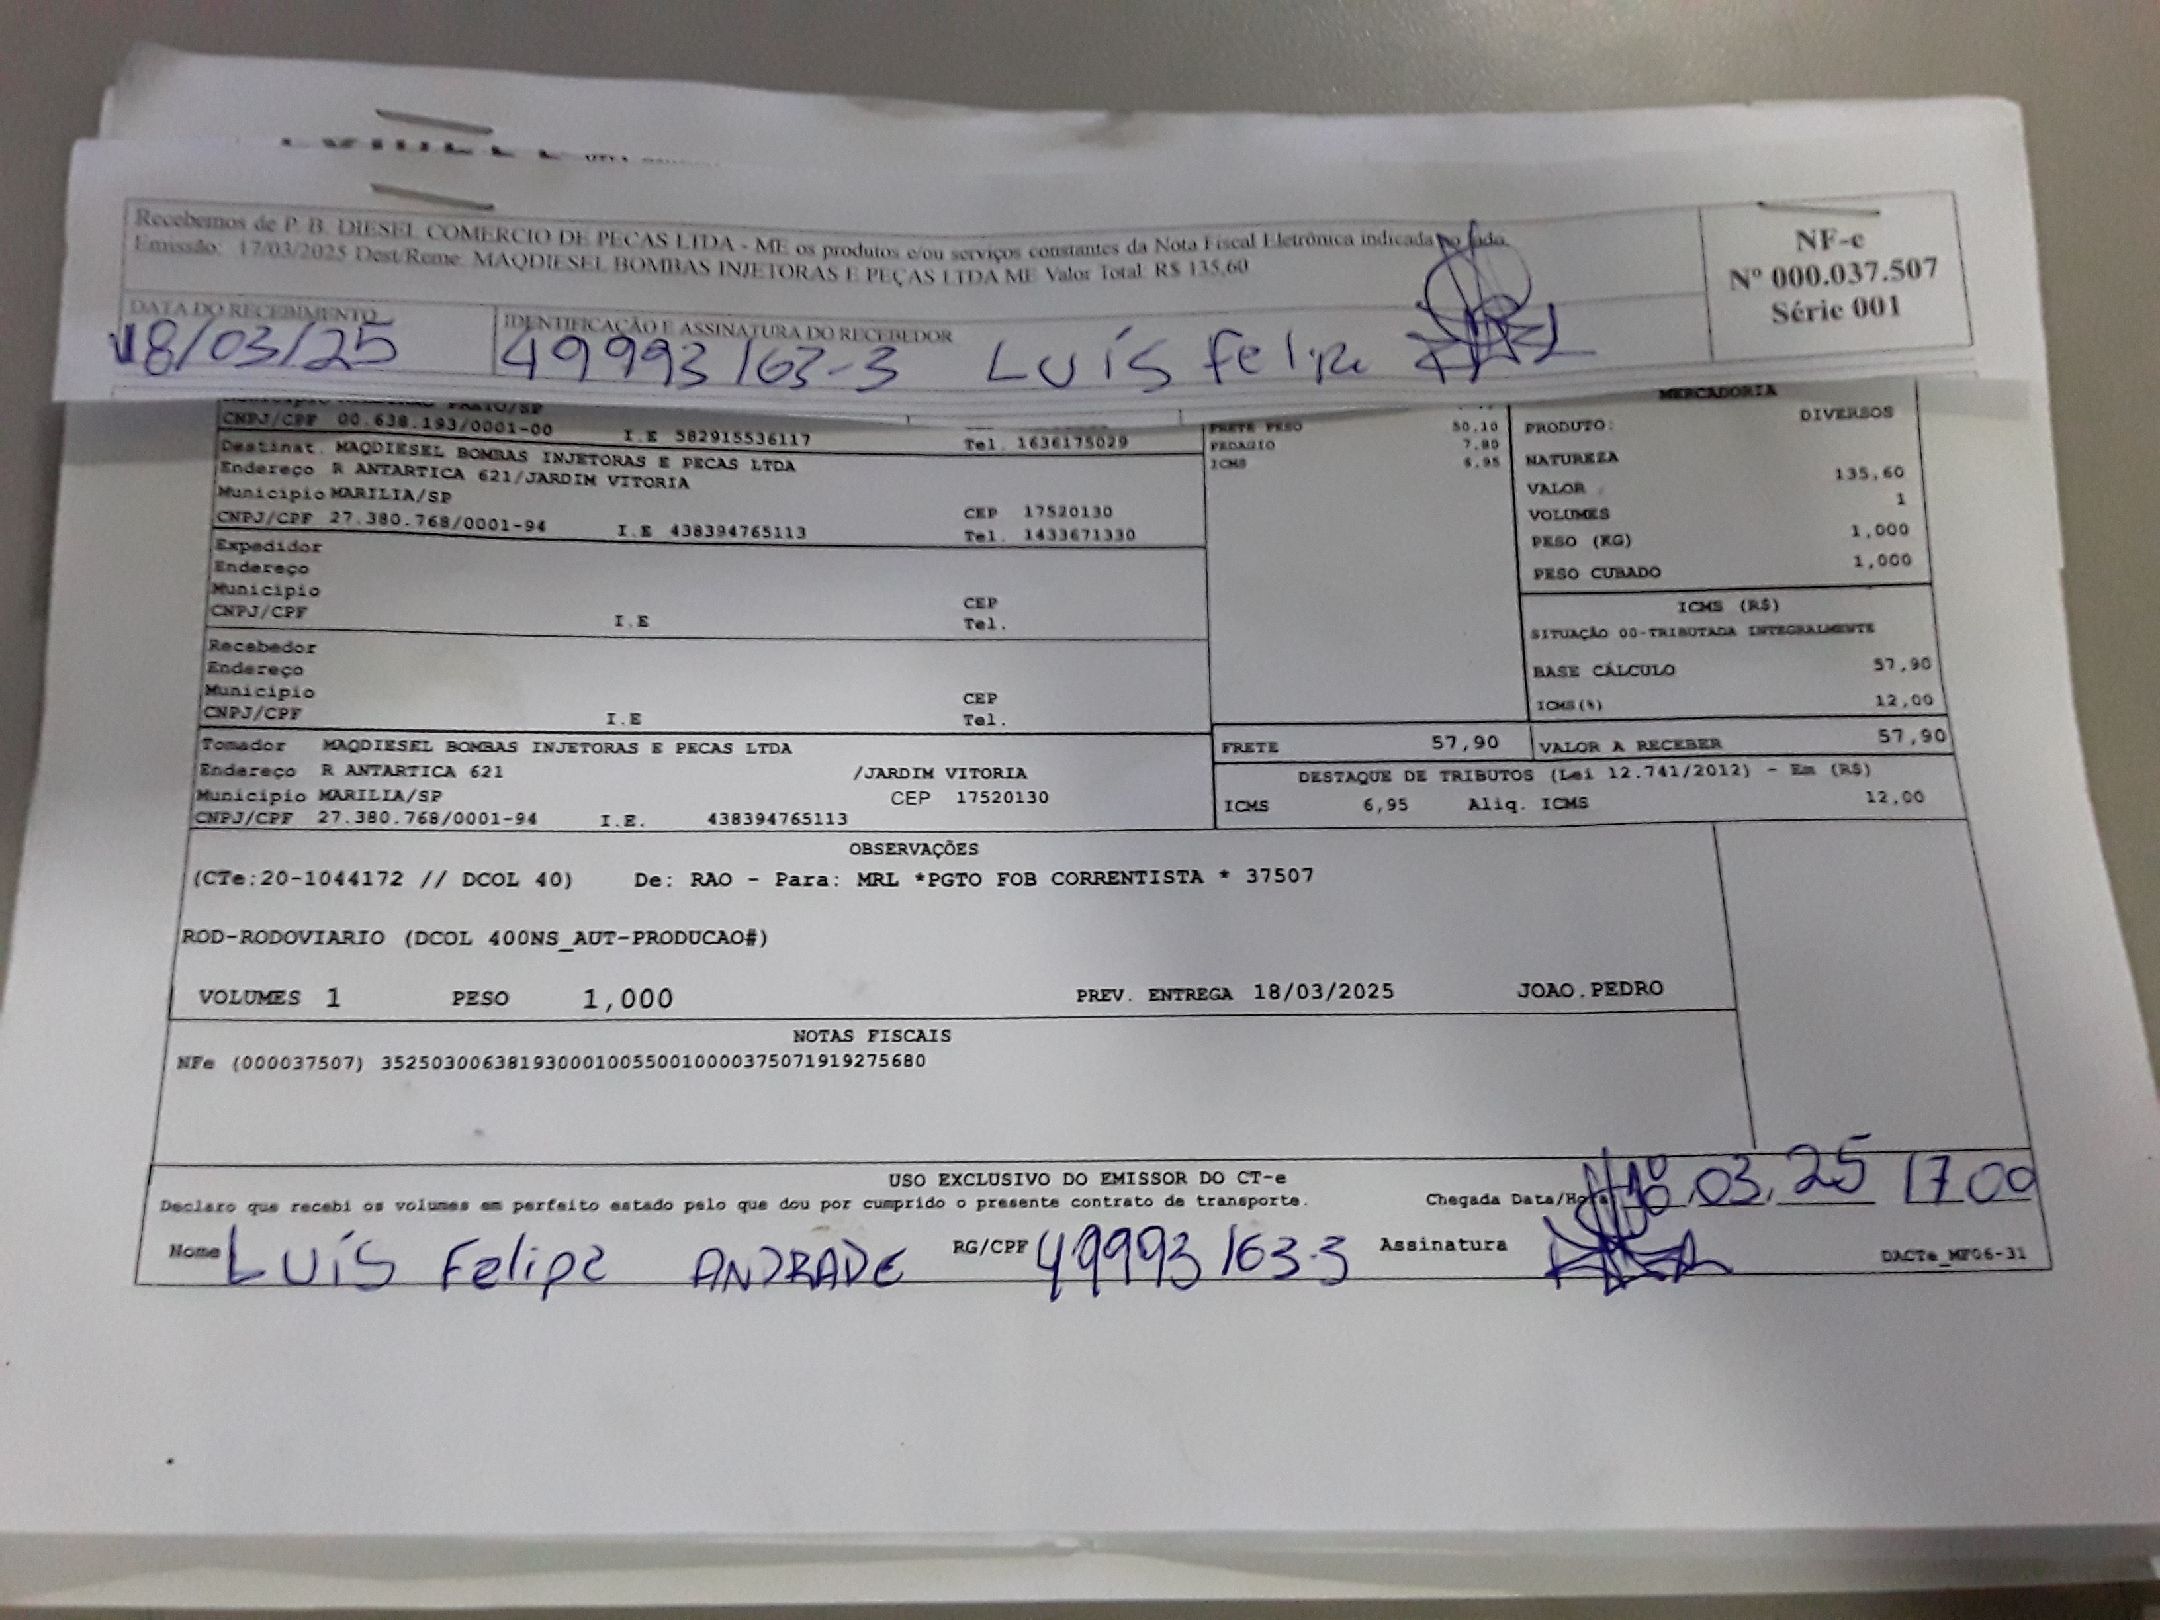 Recebemos de P. B. DIESEL COMERCIO DE PECAS LTDA - ME os produtos e/ou serviços constantes da Nota Fiscal Eletrônica indicada ao lado.
Emissão: 17/03/2025 Dest/Reme: MAQDIESEL BOMBAS INJETORAS E PEÇAS LTDA ME Valor Total: R$ 135,60
NF-e
Nº 000.037.507
Série 001
DATA DO RECEBIMENTO
18/03/25
IDENTIFICAÇÃO E ASSINATURA DO RECEBEDOR
49993163-3 Luís Felipe
CNPJ/CPF 00.638.193/0001-00 I.E 582915536117 Tel. 1636175029
Destinat. MAQDIESEL BOMBAS INJETORAS E PECAS LTDA
Endereço R ANTARTICA 621/JARDIM VITORIA
Município MARILIA/SP CEP 17520130
CNPJ/CPF 27.380.768/0001-94 I.E 438394765113 Tel. 1433671330
Expedidor
Endereço
Município CEP
CNPJ/CPF I.E Tel.
Recebedor
Endereço
Município CEP
CNPJ/CPF I.E Tel.
Tomador MAQDIESEL BOMBAS INJETORAS E PECAS LTDA
Endereço R ANTARTICA 621 /JARDIM VITORIA
Município MARILIA/SP CEP 17520130
CNPJ/CPF 27.380.768/0001-94 I.E. 438394765113
FRETE PESO 50,10
PEDAGIO 7,80
ICMS 6,95
MERCADORIA
PRODUTO: DIVERSOS
NATUREZA
VALOR 135,60
VOLUMES 1
PESO (KG) 1,000
PESO CUBADO 1,000
ICMS (R$)
SITUAÇÃO 00-TRIBUTADA INTEGRALMENTE
BASE CÁLCULO 57,90
ICMS(%) 12,00
FRETE 57,90 VALOR A RECEBER 57,90
DESTAQUE DE TRIBUTOS (Lei 12.741/2012) - Em (R$)
ICMS 6,95 Aliq. ICMS 12,00
OBSERVAÇÕES
(CTe:20-1044172 // DCOL 40) De: RAO - Para: MRL *PGTO FOB CORRENTISTA * 37507
ROD-RODOVIARIO (DCOL 400NS_AUT-PRODUCAO#)
VOLUMES 1 PESO 1,000 PREV. ENTREGA 18/03/2025 JOAO.PEDRO
NOTAS FISCAIS
NFe (000037507) 35250300638193000100550010000375071919275680
USO EXCLUSIVO DO EMISSOR DO CT-e
Declaro que recebi os volumes em perfeito estado pelo que dou por cumprido o presente contrato de transporte.
Chegada Data/Hora 18.03.25 17 00
Nome Luís Felipe ANDRADE RG/CPF 49993163-3 Assinatura
DACTe_MF06-31